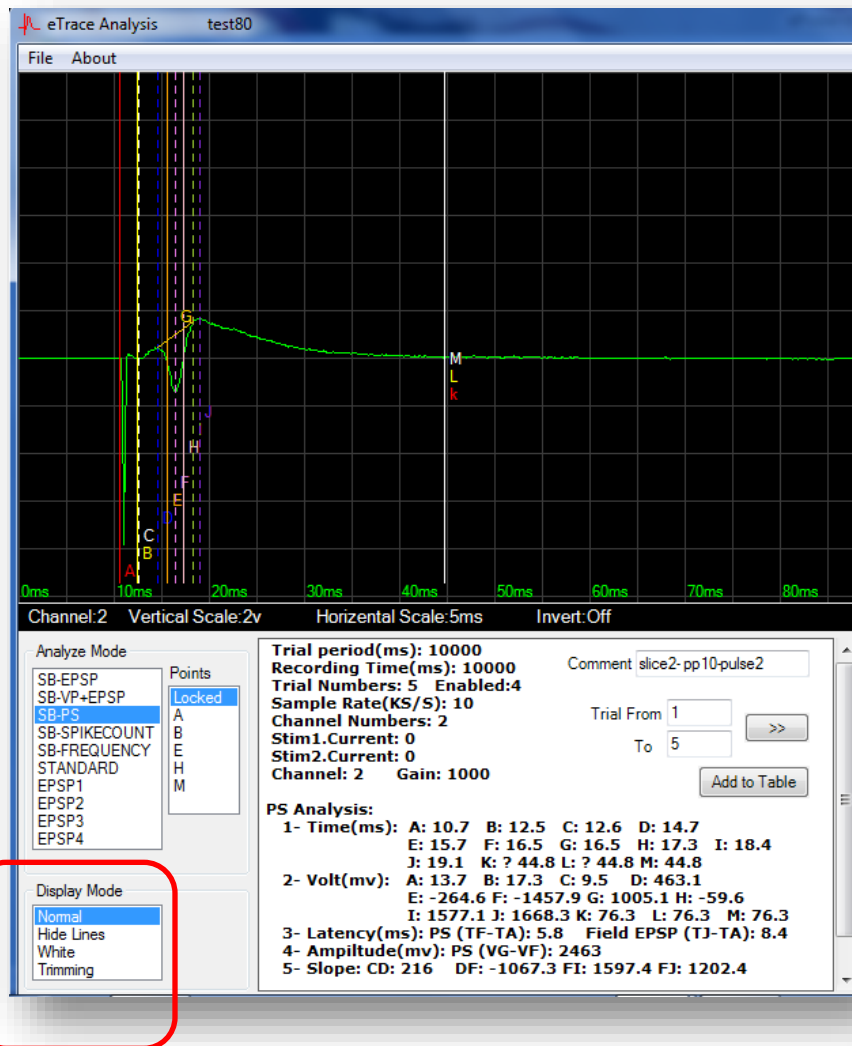 eTrace Analysis test80
File About
G
M
L
k
J
I
H
F
E
D
C
B
A
0ms 10ms 20ms 30ms 40ms 50ms 60ms 70ms 80ms
Channel:2 Vertical Scale:2v Horizental Scale:5ms Invert:Off
Analyze Mode
SB-EPSP
SB-VP+EPSP
SB-PS
SB-SPIKECOUNT
SB-FREQUENCY
STANDARD
EPSP1
EPSP2
EPSP3
EPSP4
Points
Locked
A
B
E
H
M
Display Mode
Normal
Hide Lines
White
Trimming
Trial period(ms): 10000
Recording Time(ms): 10000
Trial Numbers: 5 Enabled:4
Sample Rate(KS/S): 10
Channel Numbers: 2
Stim1.Current: 0
Stim2.Current: 0
Channel: 2 Gain: 1000
Comment slice2- pp10-pulse2
Trial From 1
To 5
>>
Add to Table
PS Analysis:
1- Time(ms): A: 10.7 B: 12.5 C: 12.6 D: 14.7
E: 15.7 F: 16.5 G: 16.5 H: 17.3 I: 18.4
J: 19.1 K: ? 44.8 L: ? 44.8 M: 44.8
2- Volt(mv): A: 13.7 B: 17.3 C: 9.5 D: 463.1
E: -264.6 F: -1457.9 G: 1005.1 H: -59.6
I: 1577.1 J: 1668.3 K: 76.3 L: 76.3 M: 76.3
3- Latency(ms): PS (TF-TA): 5.8 Field EPSP (TJ-TA): 8.4
4- Ampiltude(mv): PS (VG-VF): 2463
5- Slope: CD: 216 DF: -1067.3 FI: 1597.4 FJ: 1202.4